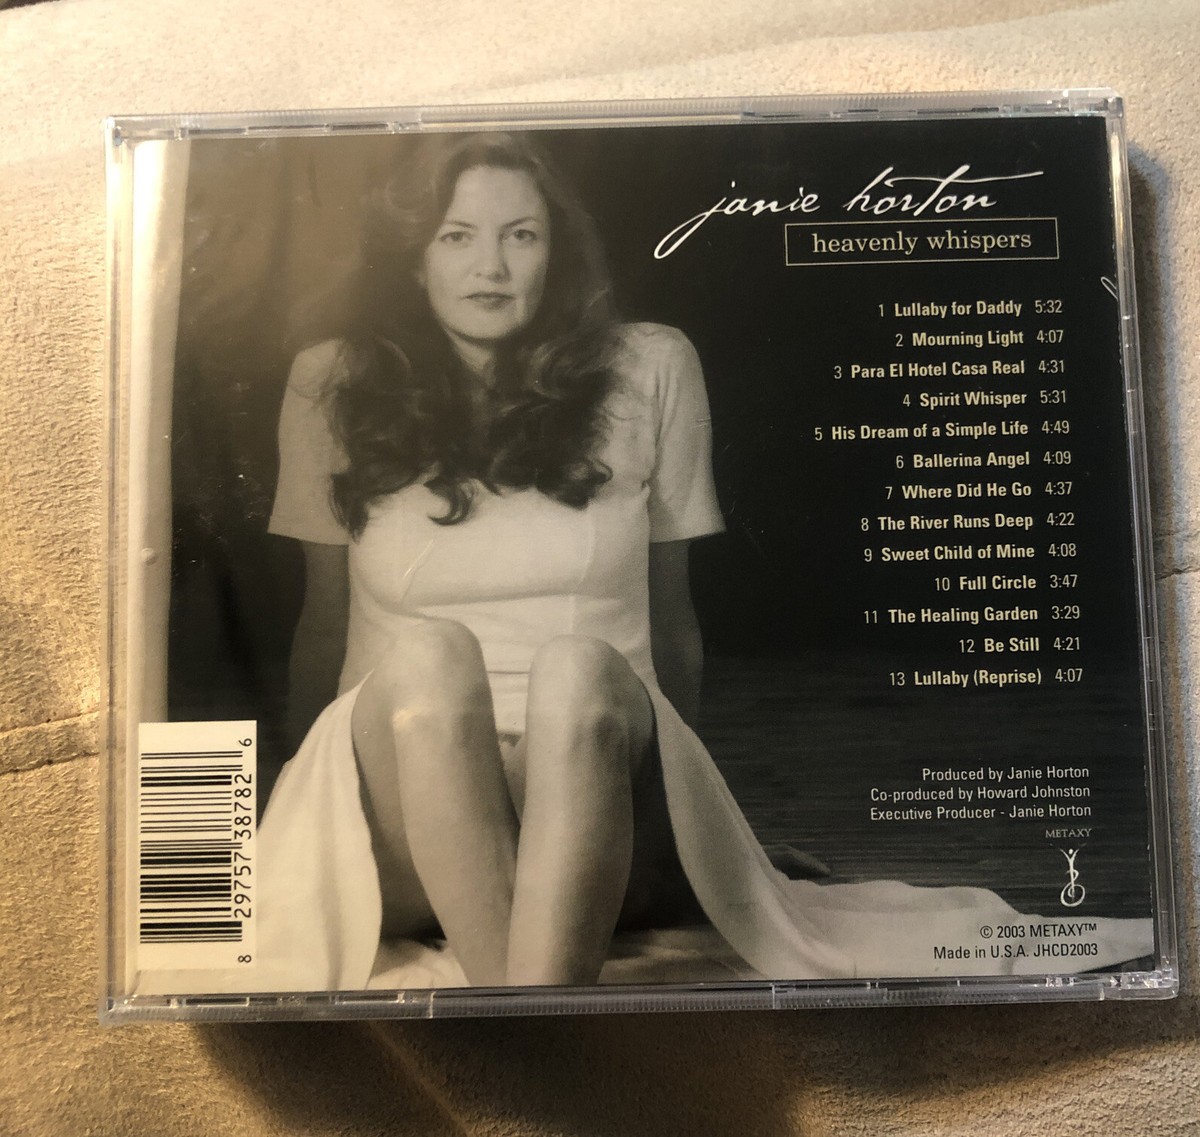 janie horton
heavenly whispers
1 Lullaby for Daddy 5:32
2 Mourning Light 4:07
3 Para El Hotel Casa Real 4:31
4 Spirit Whisper 5:31
5 His Dream of a Simple Life 4:49
6 Ballerina Angel 4:09
7 Where Did He Go 4:37
8 The River Runs Deep 4:22
9 Sweet Child of Mine 4:08
10 Full Circle 3:47
11 The Healing Garden 3:29
12 Be Still 4:21
13 Lullaby (Reprise) 4:07
Produced by Janie Horton
Co-produced by Howard Johnston
Executive Producer - Janie Horton
METAXY
© 2003 METAXY™
Made in U.S.A. JHCD2003
8 29757 38782 6